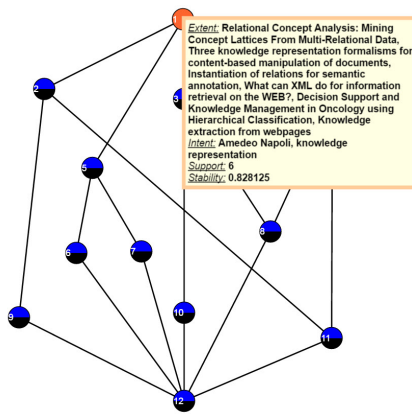 Extent: Relational Concept Analysis: Mining
Concept Lattices From Multi-Relational Data,
Three knowledge representation formalisms for
content-based manipulation of documents,
Instantiation of relations for semantic
annotation, What can XML do for information
retrieval on the WEB?, Decision Support and
Knowledge Management in Oncology using
Hierarchical Classification, Knowledge
extraction from webpages
Intent: Amedeo Napoli, knowledge
representation
Support: 6
Stability: 0.828125
2
3
5
8
6
7
10
9
11
12